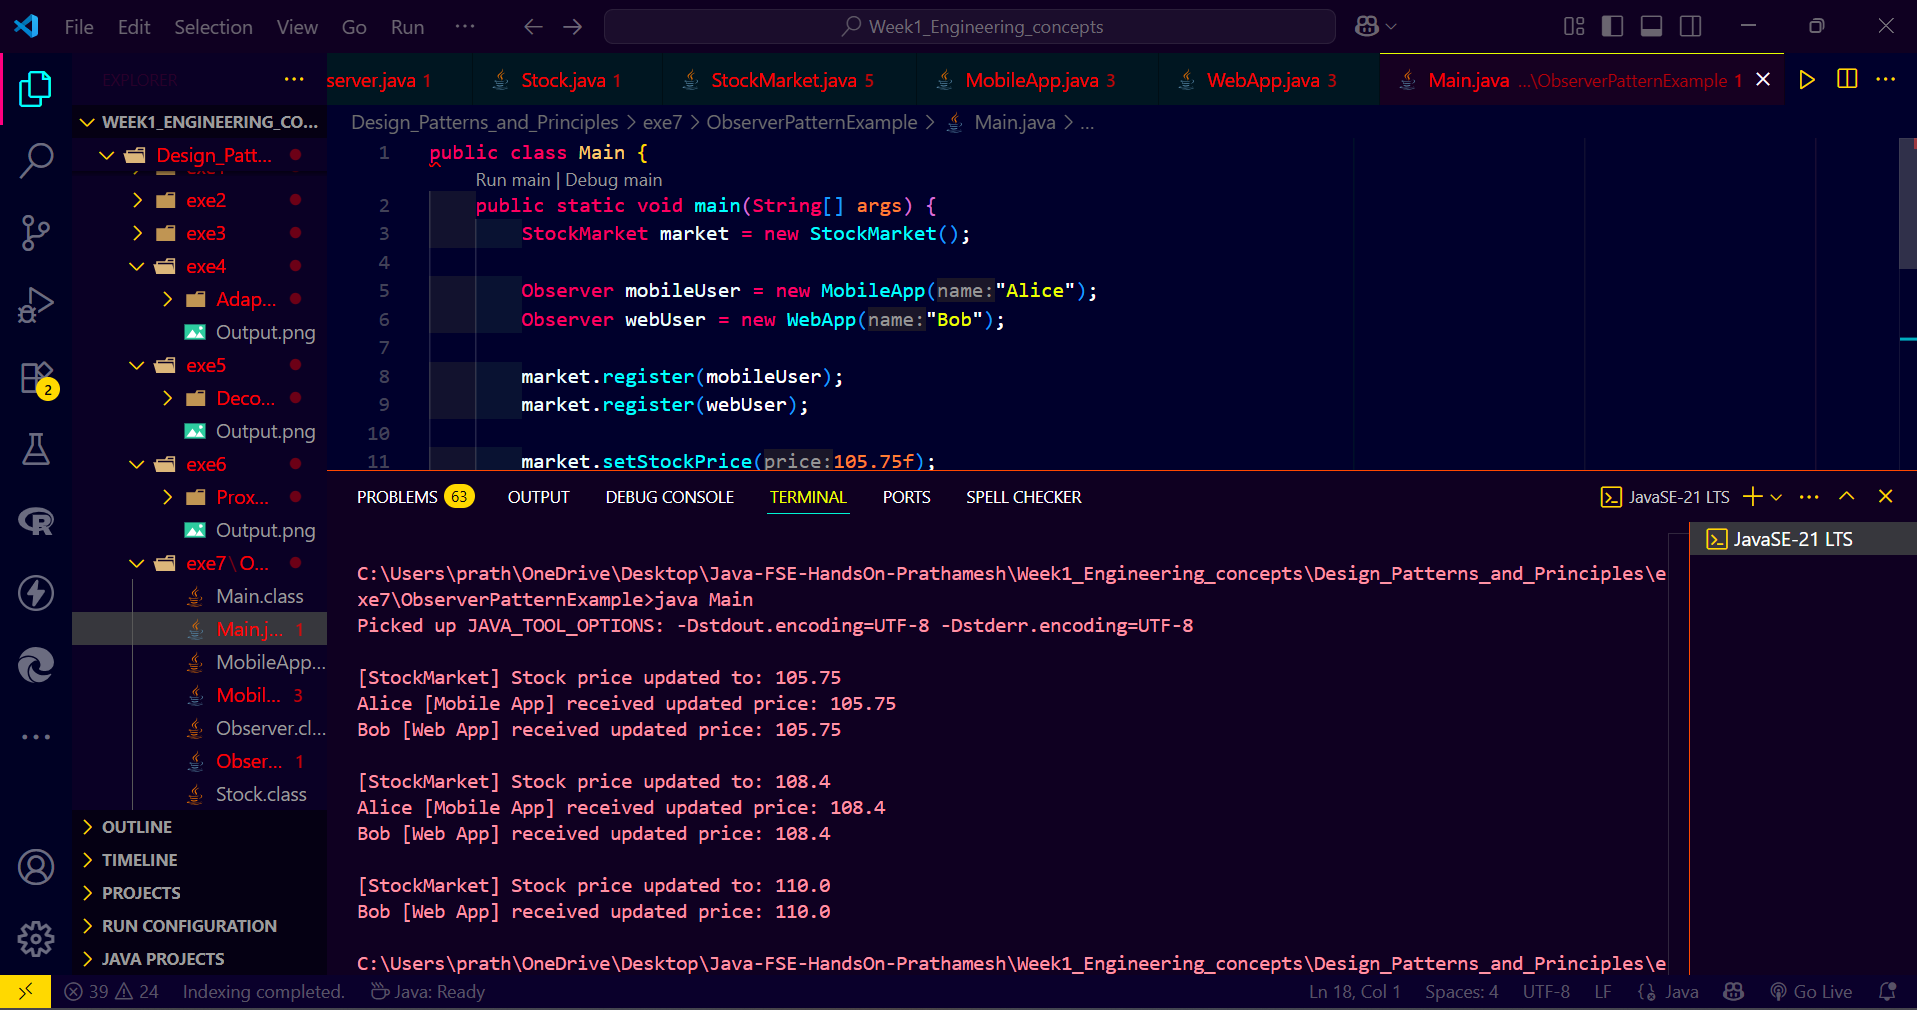 File Edit Selection View Go Run ... Week1_Engineering_concepts
EXPLORER
server.java 1 Stock.java 1 StockMarket.java 5 MobileApp.java 3 WebApp.java 3 Main.java ...\ObserverPatternExample 1
WEEK1_ENGINEERING_CO...
Design_Patt...
exe2
exe3
exe4
Adap...
Output.png
exe5
Deco...
Output.png
exe6
Prox...
Output.png
exe7\O...
Main.class
Main.j... 1
MobileApp...
Mobil... 3
Observer.cl...
Obser... 1
Stock.class
OUTLINE
TIMELINE
PROJECTS
RUN CONFIGURATION
JAVA PROJECTS
2
Design_Patterns_and_Principles > exe7 > ObserverPatternExample > Main.java > ...
1 public class Main {
Run main | Debug main
2 public static void main(String[] args) {
3 StockMarket market = new StockMarket();
4
5 Observer mobileUser = new MobileApp(name:"Alice");
6 Observer webUser = new WebApp(name:"Bob");
7
8 market.register(mobileUser);
9 market.register(webUser);
10
11 market.setStockPrice(price:105.75f);
PROBLEMS 63 OUTPUT DEBUG CONSOLE TERMINAL PORTS SPELL CHECKER JavaSE-21 LTS
JavaSE-21 LTS
C:\Users\prath\OneDrive\Desktop\Java-FSE-HandsOn-Prathamesh\Week1_Engineering_concepts\Design_Patterns_and_Principles\e
xe7\ObserverPatternExample>java Main
Picked up JAVA_TOOL_OPTIONS: -Dstdout.encoding=UTF-8 -Dstderr.encoding=UTF-8
[StockMarket] Stock price updated to: 105.75
Alice [Mobile App] received updated price: 105.75
Bob [Web App] received updated price: 105.75
[StockMarket] Stock price updated to: 108.4
Alice [Mobile App] received updated price: 108.4
Bob [Web App] received updated price: 108.4
[StockMarket] Stock price updated to: 110.0
Bob [Web App] received updated price: 110.0
C:\Users\prath\OneDrive\Desktop\Java-FSE-HandsOn-Prathamesh\Week1_Engineering_concepts\Design_Patterns_and_Principles\e
39 24 Indexing completed. Java: Ready Ln 18, Col 1 Spaces: 4 UTF-8 LF Java Go Live